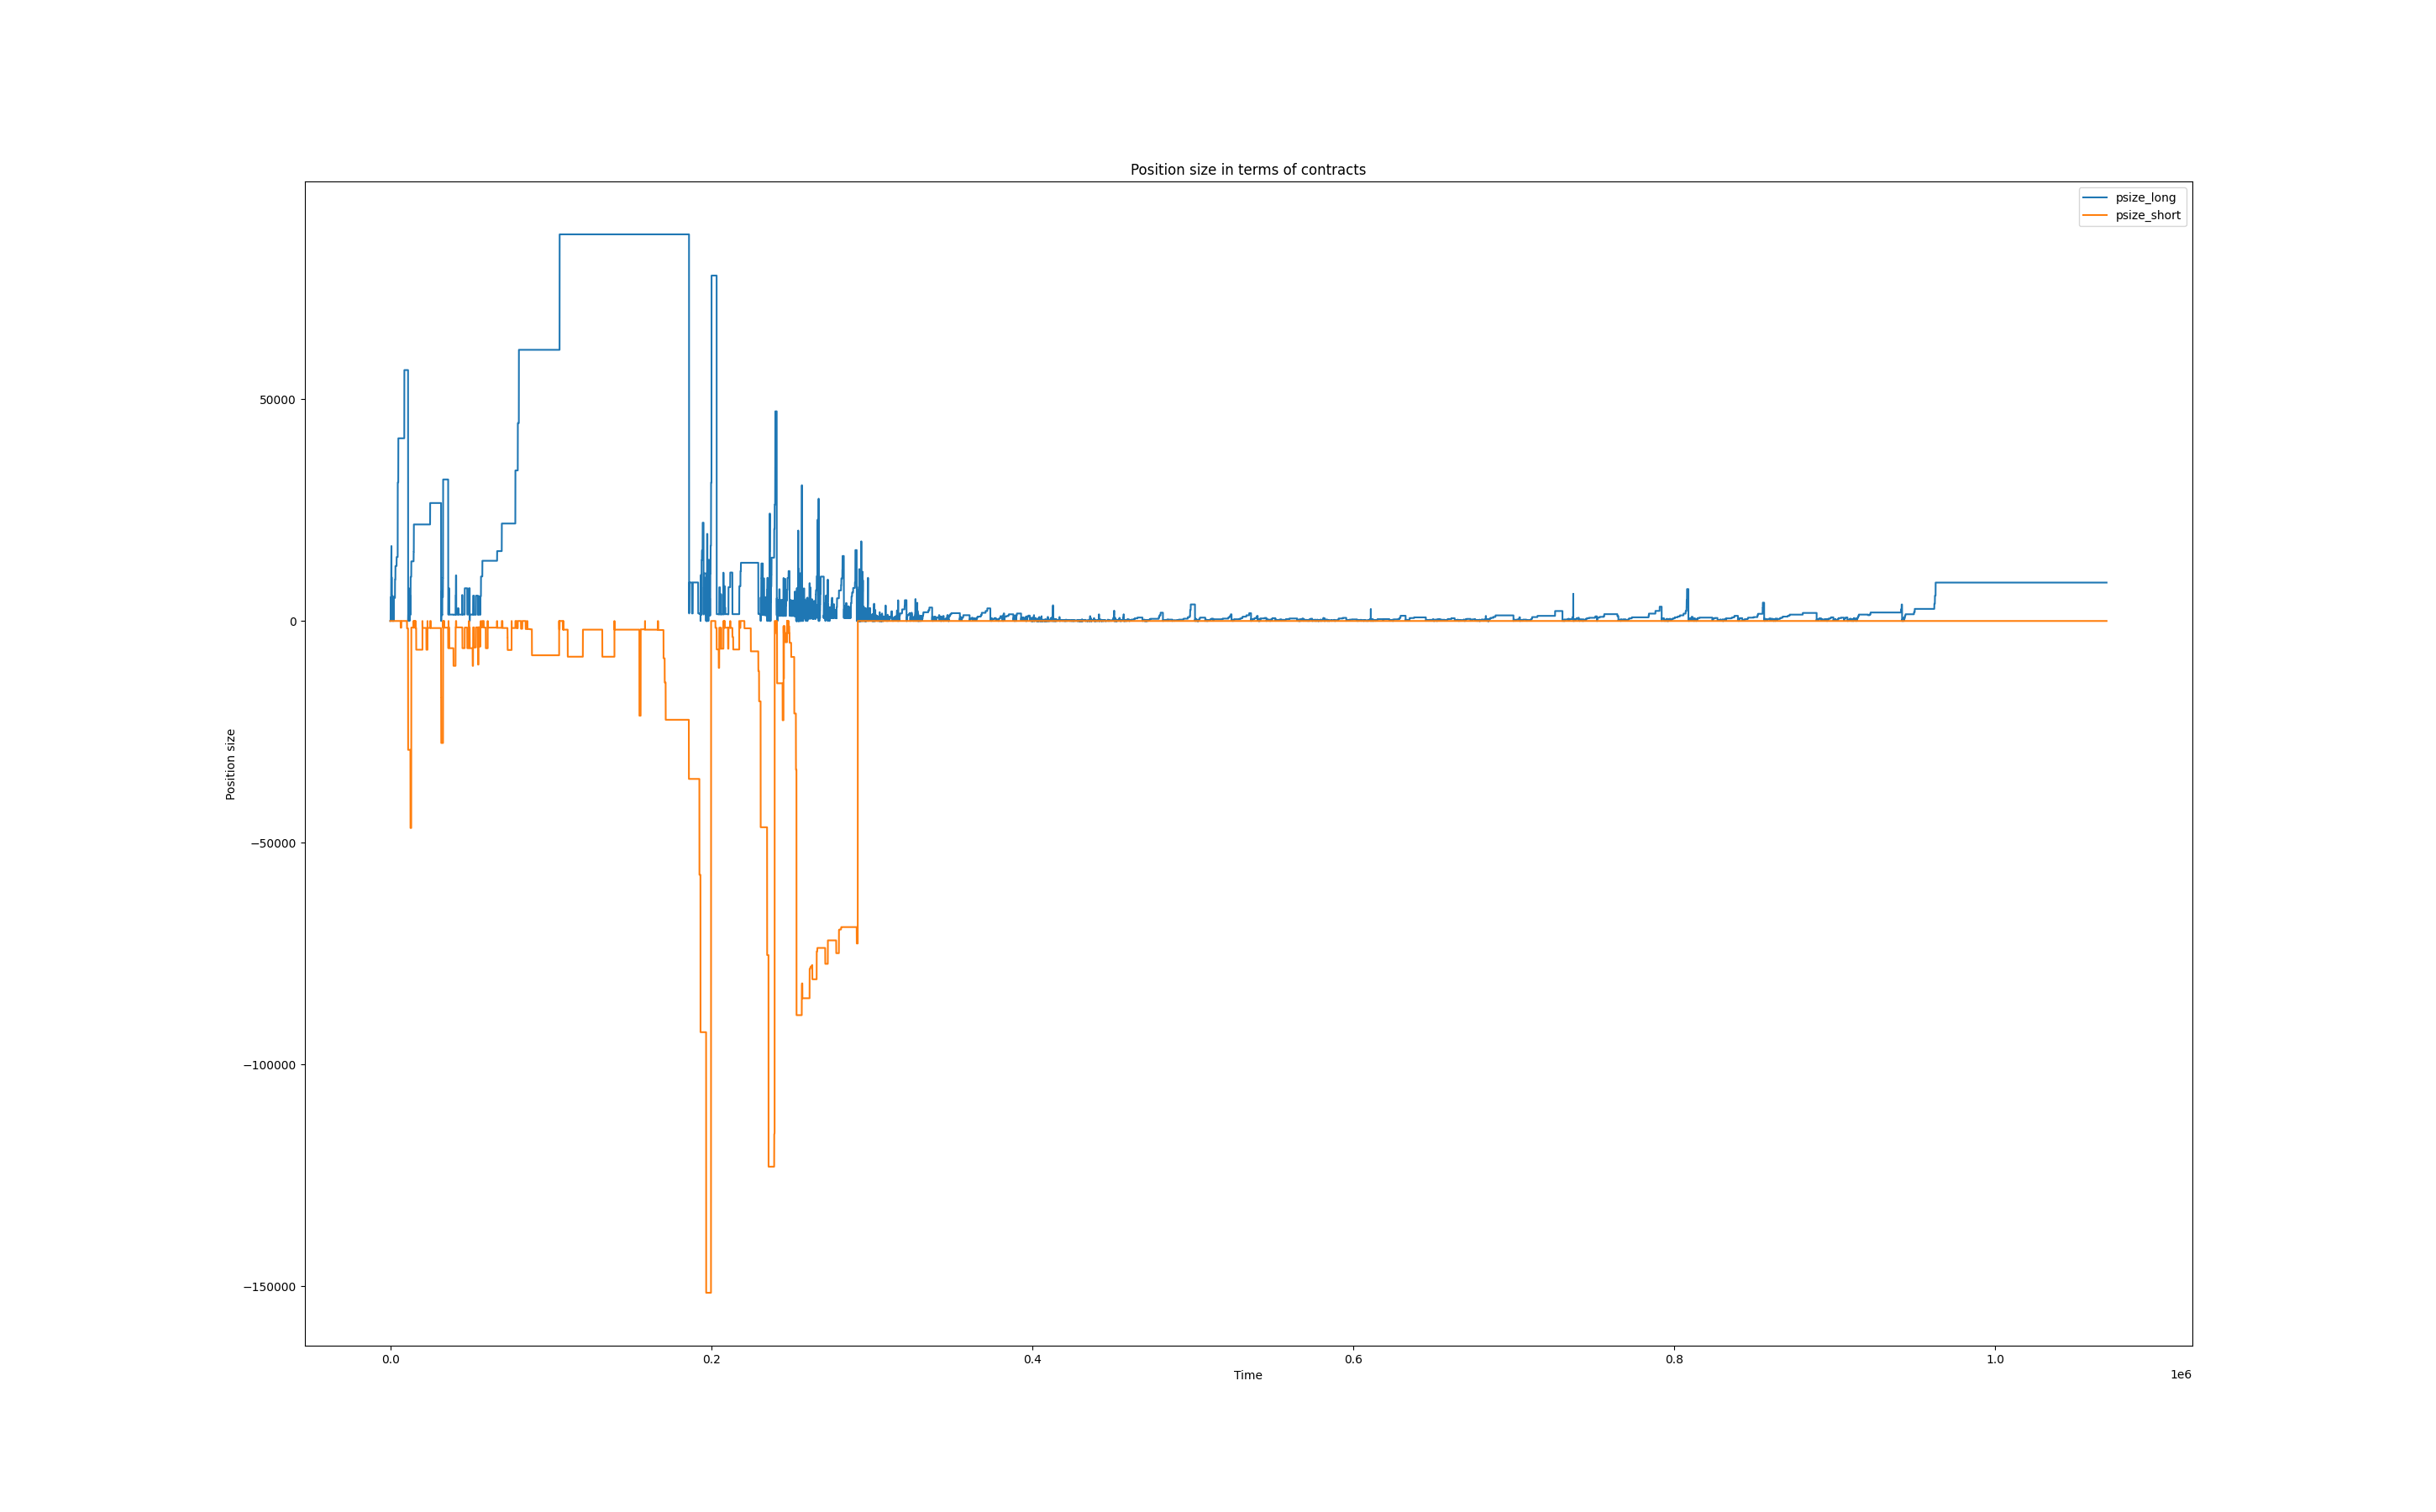 Position size in terms of contracts
psize_long
psize_short
50000
0
−50000
−100000
−150000
Position size
0.0 0.2 0.4 0.6 0.8 1.0
Time
1e6